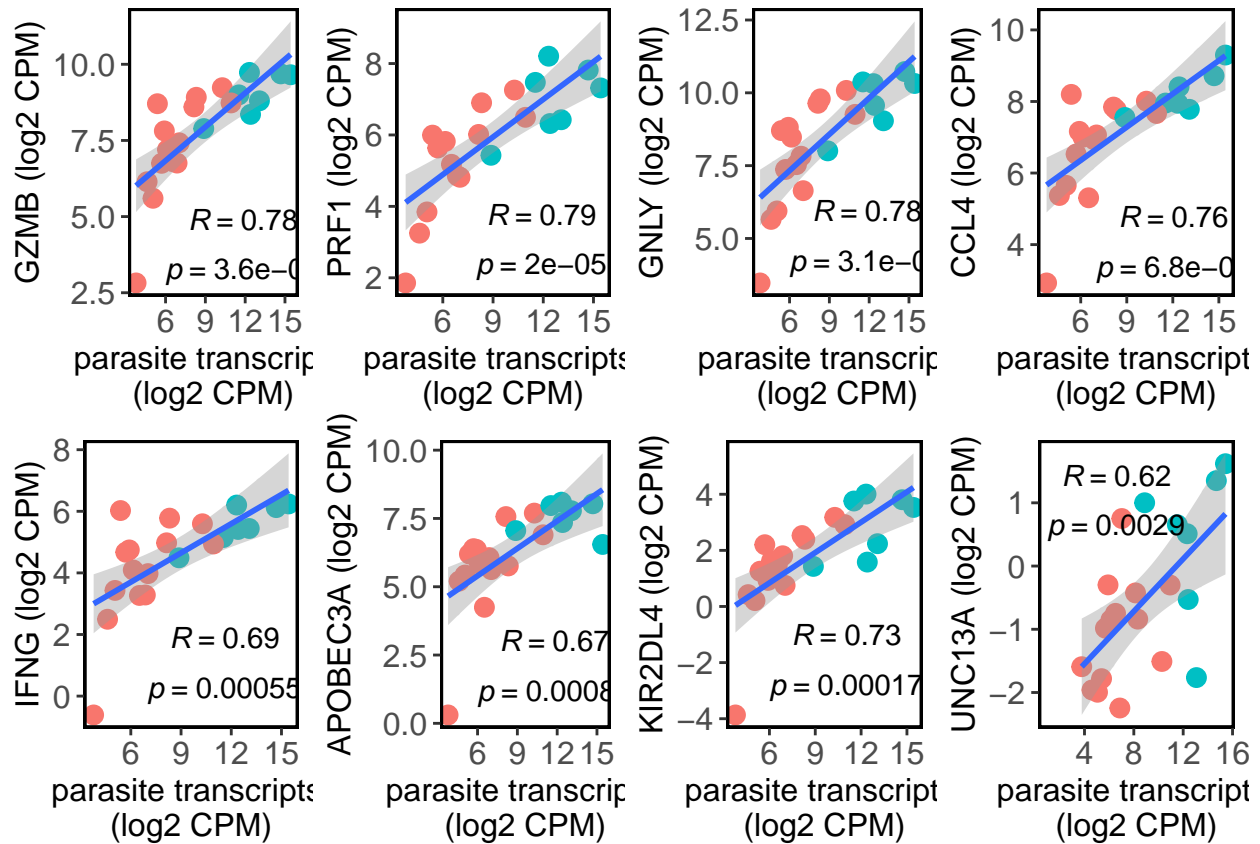 GZMB (log2 CPM)
10.0
7.5
5.0
2.5
R = 0.78
p = 3.6e−0
6 9 12 15
parasite transcrip
(log2 CPM)
PRF1 (log2 CPM)
8
6
4
2
R = 0.79
p = 2e−05
6 9 12 15
parasite transcripts
(log2 CPM)
GNLY (log2 CPM)
12.5
10.0
7.5
5.0
R = 0.78
p = 3.1e−0
6 9 12 15
parasite transcript
(log2 CPM)
CCL4 (log2 CPM)
10
8
6
4
R = 0.76
p = 6.8e−0
6 9 12 15
parasite transcript
(log2 CPM)
IFNG (log2 CPM)
8
6
4
2
0
R = 0.69
p = 0.00055
6 9 12 15
parasite transcripts
(log2 CPM)
APOBEC3A (log2 CPM)
10.0
7.5
5.0
2.5
0.0
R = 0.67
p = 0.0008
6 9 12 15
parasite transcrip
(log2 CPM)
KIR2DL4 (log2 CPM)
4
2
0
−2
−4
R = 0.73
p = 0.00017
6 9 12 15
parasite transcript
(log2 CPM)
UNC13A (log2 CPM)
1
0
−1
−2
R = 0.62
p = 0.0029
4 8 12 16
parasite transcript
(log2 CPM)